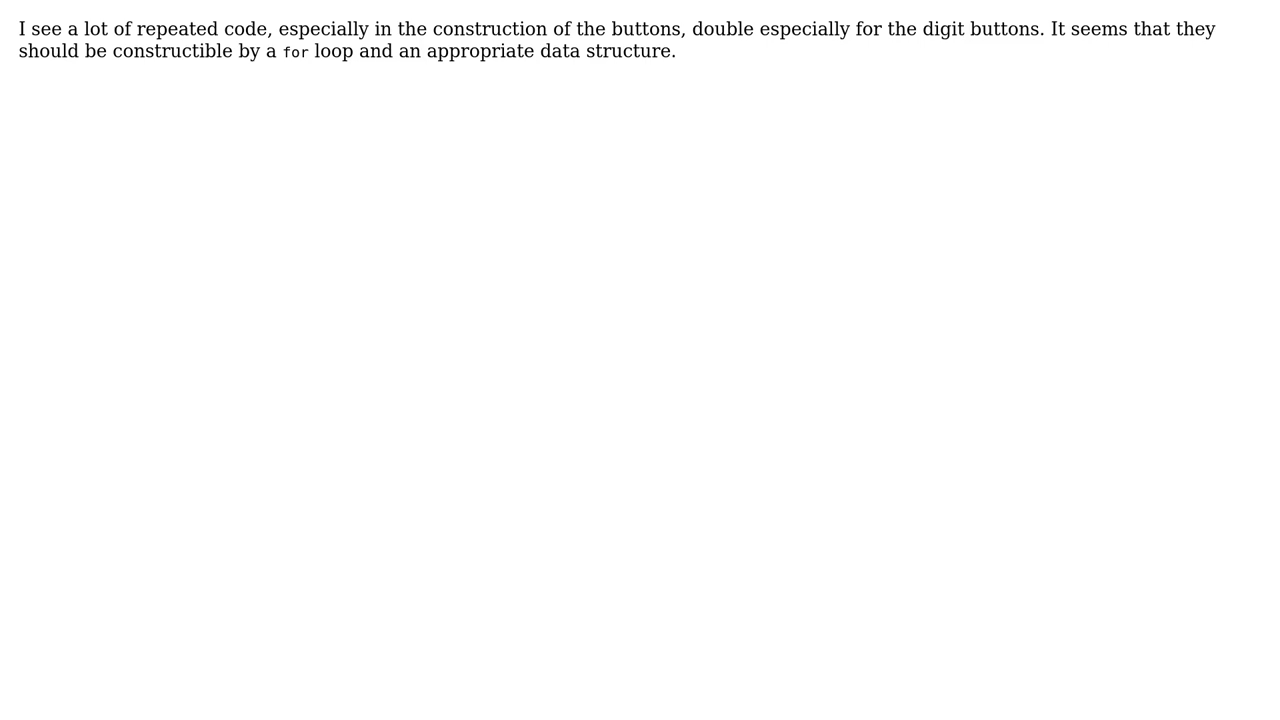 I see a lot of repeated code, especially in the construction of the buttons, double especially for the digit buttons. It seems that they
should be constructible by a for loop and an appropriate data structure.